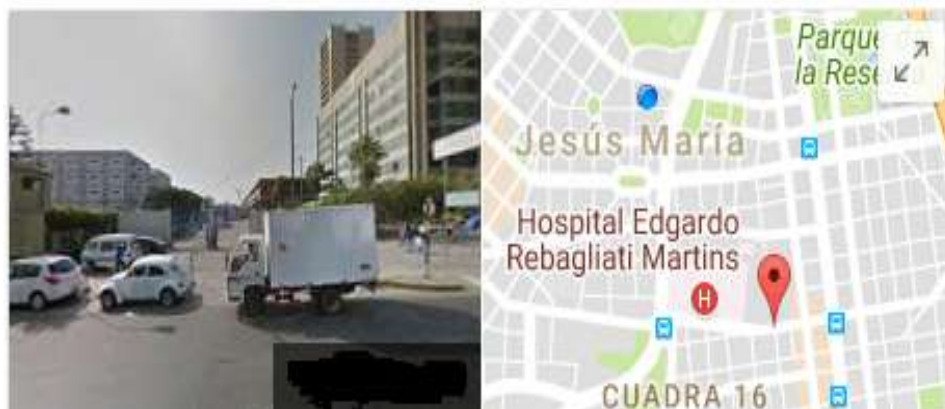 Parque
la Rese
Jesús María
Hospital Edgardo
Rebagliati Martins
H
CUADRA 16